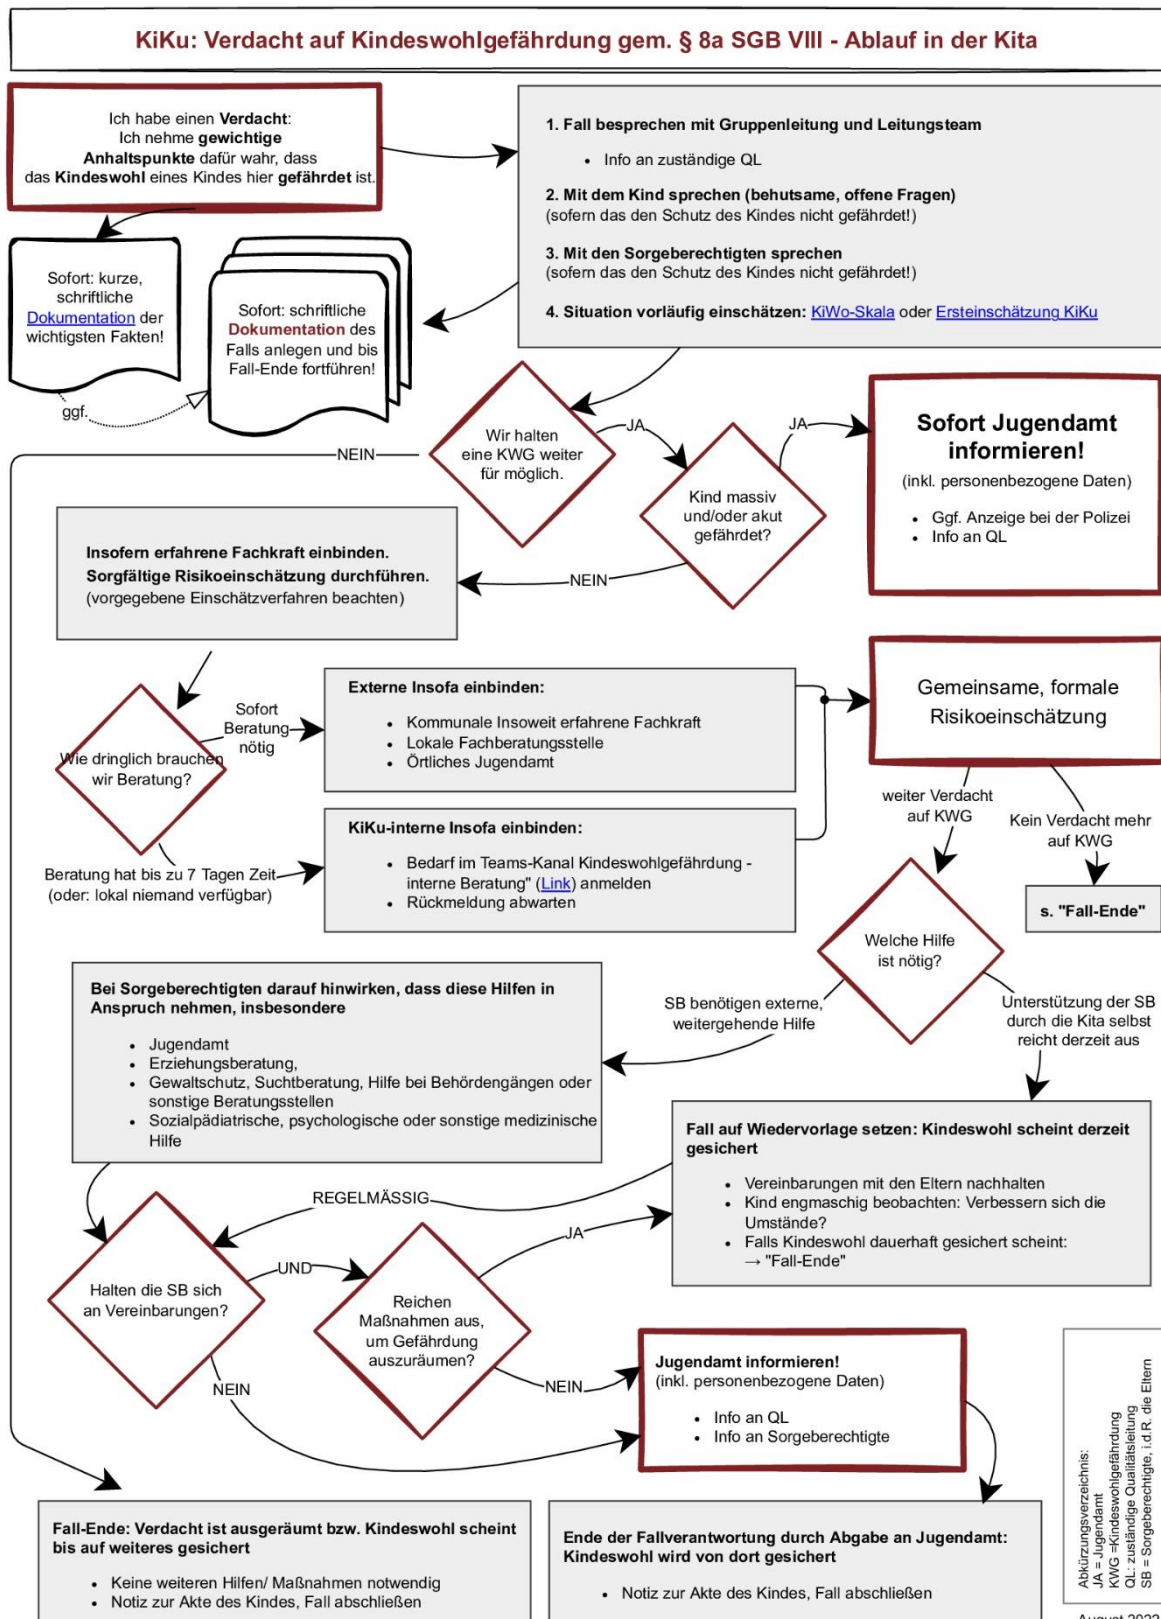 KiKu: Verdacht auf Kindeswohlgefährdung gem. § 8a SGB VIII - Ablauf in der Kita
Ich habe einen Verdacht:
Ich nehme gewichtige
Anhaltspunkte dafür wahr, dass
das Kindeswohl eines Kindes hier gefährdet ist.
1. Fall besprechen mit Gruppenleitung und Leitungsteam
• Info an zuständige QL
2. Mit dem Kind sprechen (behutsame, offene Fragen)
(sofern das den Schutz des Kindes nicht gefährdet!)
3. Mit den Sorgeberechtigten sprechen
(sofern das den Schutz des Kindes nicht gefährdet!)
4. Situation vorläufig einschätzen: KiWo-Skala oder Ersteinschätzung KiKu
Sofort: kurze,
schriftliche
Dokumentation der
wichtigsten Fakten!
Sofort: schriftliche
Dokumentation des
Falls anlegen und bis
Fall-Ende fortführen!
ggf.
Wir halten
eine KWG weiter
für möglich.
NEIN
JA
Kind massiv
und/oder akut
gefährdet?
JA
NEIN
Sofort Jugendamt
informieren!
(inkl. personenbezogene Daten)
• Ggf. Anzeige bei der Polizei
• Info an QL
Insofern erfahrene Fachkraft einbinden.
Sorgfältige Risikoeinschätzung durchführen.
(vorgegebene Einschätzverfahren beachten)
Wie dringlich brauchen
wir Beratung?
Sofort
Beratung
nötig
Beratung hat bis zu 7 Tagen Zeit
(oder: lokal niemand verfügbar)
Externe Insofa einbinden:
• Kommunale Insoweit erfahrene Fachkraft
• Lokale Fachberatungsstelle
• Örtliches Jugendamt
KiKu-interne Insofa einbinden:
• Bedarf im Teams-Kanal Kindeswohlgefährdung -
interne Beratung" (Link) anmelden
• Rückmeldung abwarten
Gemeinsame, formale
Risikoeinschätzung
weiter Verdacht
auf KWG
Kein Verdacht mehr
auf KWG
s. "Fall-Ende"
Welche Hilfe
ist nötig?
SB benötigen externe,
weitergehende Hilfe
Unterstützung der SB
durch die Kita selbst
reicht derzeit aus
Bei Sorgeberechtigten darauf hinwirken, dass diese Hilfen in
Anspruch nehmen, insbesondere
• Jugendamt
• Erziehungsberatung,
• Gewaltschutz, Suchtberatung, Hilfe bei Behördengängen oder
sonstige Beratungsstellen
• Sozialpädiatrische, psychologische oder sonstige medizinische
Hilfe
Fall auf Wiedervorlage setzen: Kindeswohl scheint derzeit
gesichert
• Vereinbarungen mit den Eltern nachhalten
• Kind engmaschig beobachten: Verbessern sich die
Umstände?
• Falls Kindeswohl dauerhaft gesichert scheint:
→ "Fall-Ende"
REGELMÄSSIG
Halten die SB sich
an Vereinbarungen?
UND
NEIN
Reichen
Maßnahmen aus,
um Gefährdung
auszuräumen?
JA
NEIN
Jugendamt informieren!
(inkl. personenbezogene Daten)
• Info an QL
• Info an Sorgeberechtigte
Fall-Ende: Verdacht ist ausgeräumt bzw. Kindeswohl scheint
bis auf weiteres gesichert
• Keine weiteren Hilfen/ Maßnahmen notwendig
• Notiz zur Akte des Kindes, Fall abschließen
Ende der Fallverantwortung durch Abgabe an Jugendamt:
Kindeswohl wird von dort gesichert
• Notiz zur Akte des Kindes, Fall abschließen
Abkürzungsverzeichnis:
JA = Jugendamt
KWG =Kindeswohlgefährdung
QL: zuständige Qualitätsleitung
SB = Sorgeberechtigte, i.d.R. die Eltern